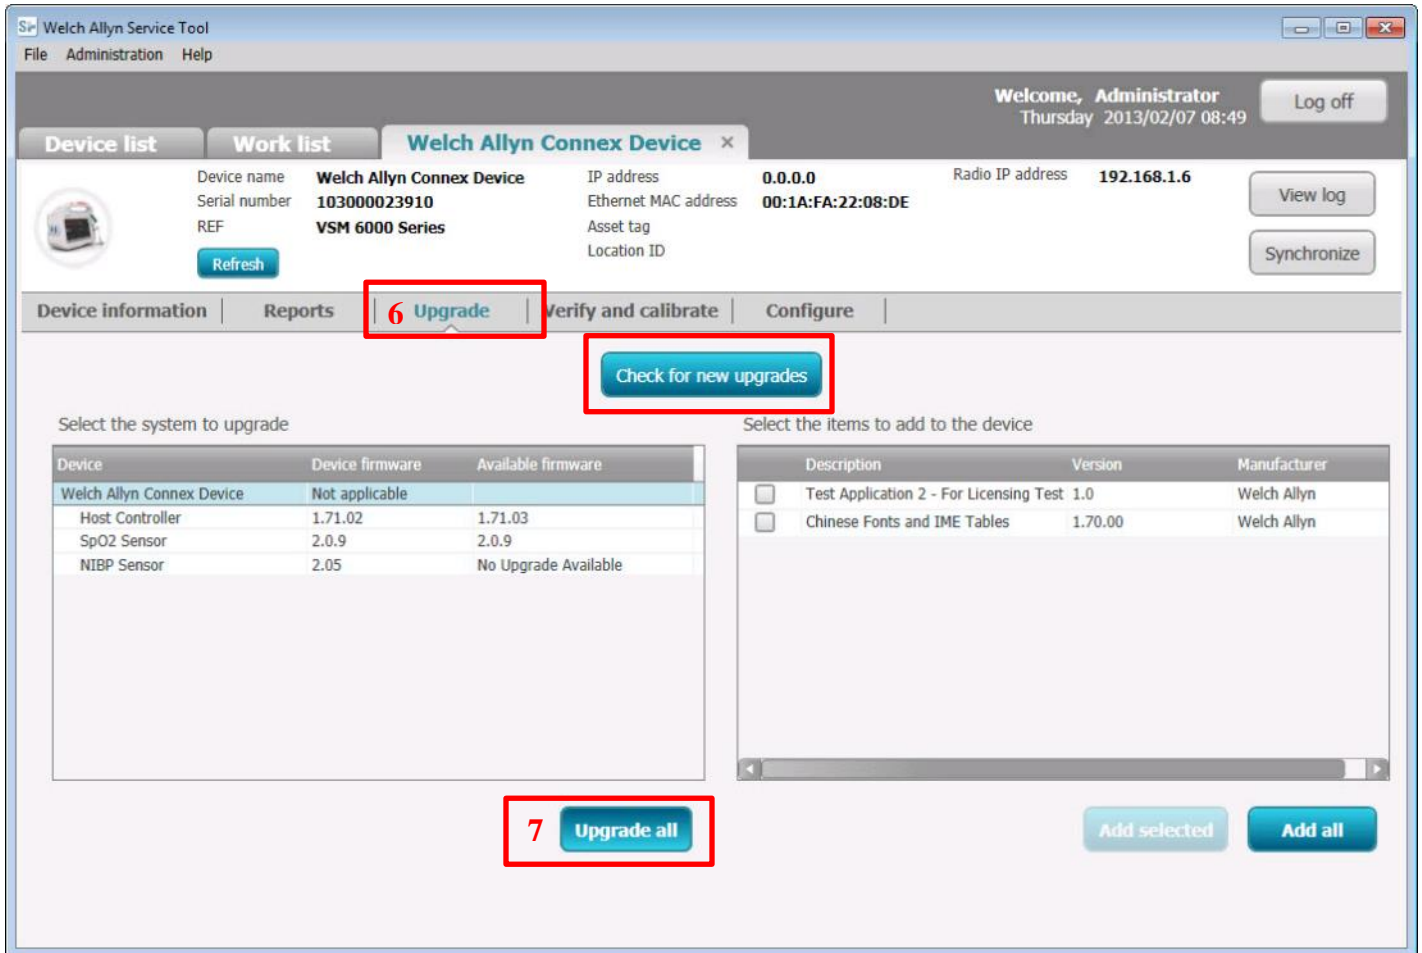 Welch Allyn Service Tool
File Administration Help
Welcome, Administrator
Thursday 2013/02/07 08:49
Log off
Device list Work list Welch Allyn Connex Device ×
Device name Welch Allyn Connex Device IP address 0.0.0.0 Radio IP address 192.168.1.6
Serial number 103000023910 Ethernet MAC address 00:1A:FA:22:08:DE
REF VSM 6000 Series Asset tag
Location ID
View log
Refresh
Synchronize
Device information Reports 6 Upgrade Verify and calibrate Configure
Check for new upgrades
Select the system to upgrade
Device Device firmware Available firmware
Welch Allyn Connex Device Not applicable
Host Controller 1.71.02 1.71.03
SpO2 Sensor 2.0.9 2.0.9
NIBP Sensor 2.05 No Upgrade Available
Select the items to add to the device
Description Version Manufacturer
Test Application 2 - For Licensing Test 1.0 Welch Allyn
Chinese Fonts and IME Tables 1.70.00 Welch Allyn
7 Upgrade all
Add selected Add all